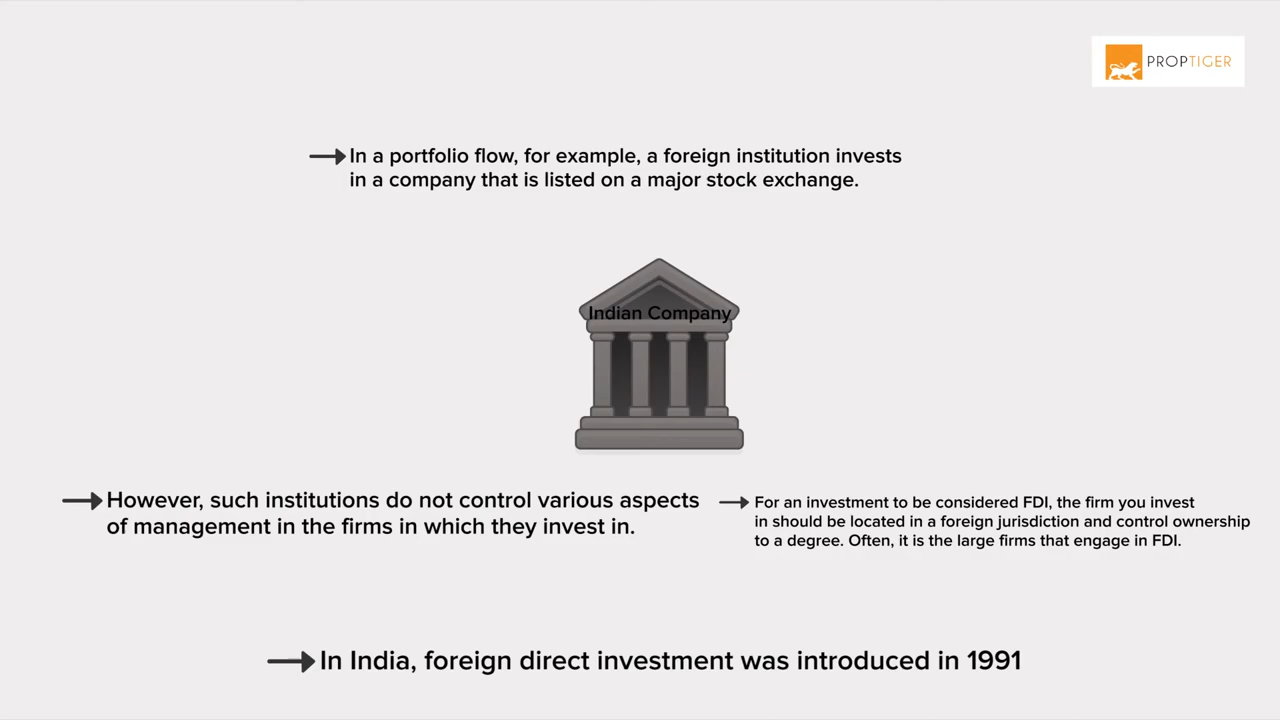 PROPTIGER
In a portfolio flow, for example, a foreign institution invests
in a company that is listed on a major stock exchange.
Indian Company
However, such institutions do not control various aspects
of management in the firms in which they invest in.
For an investment to be considered FDI, the firm you invest
in should be located in a foreign jurisdiction and control ownership
to a degree. Often, it is the large firms that engage in FDI.
In India, foreign direct investment was introduced in 1991